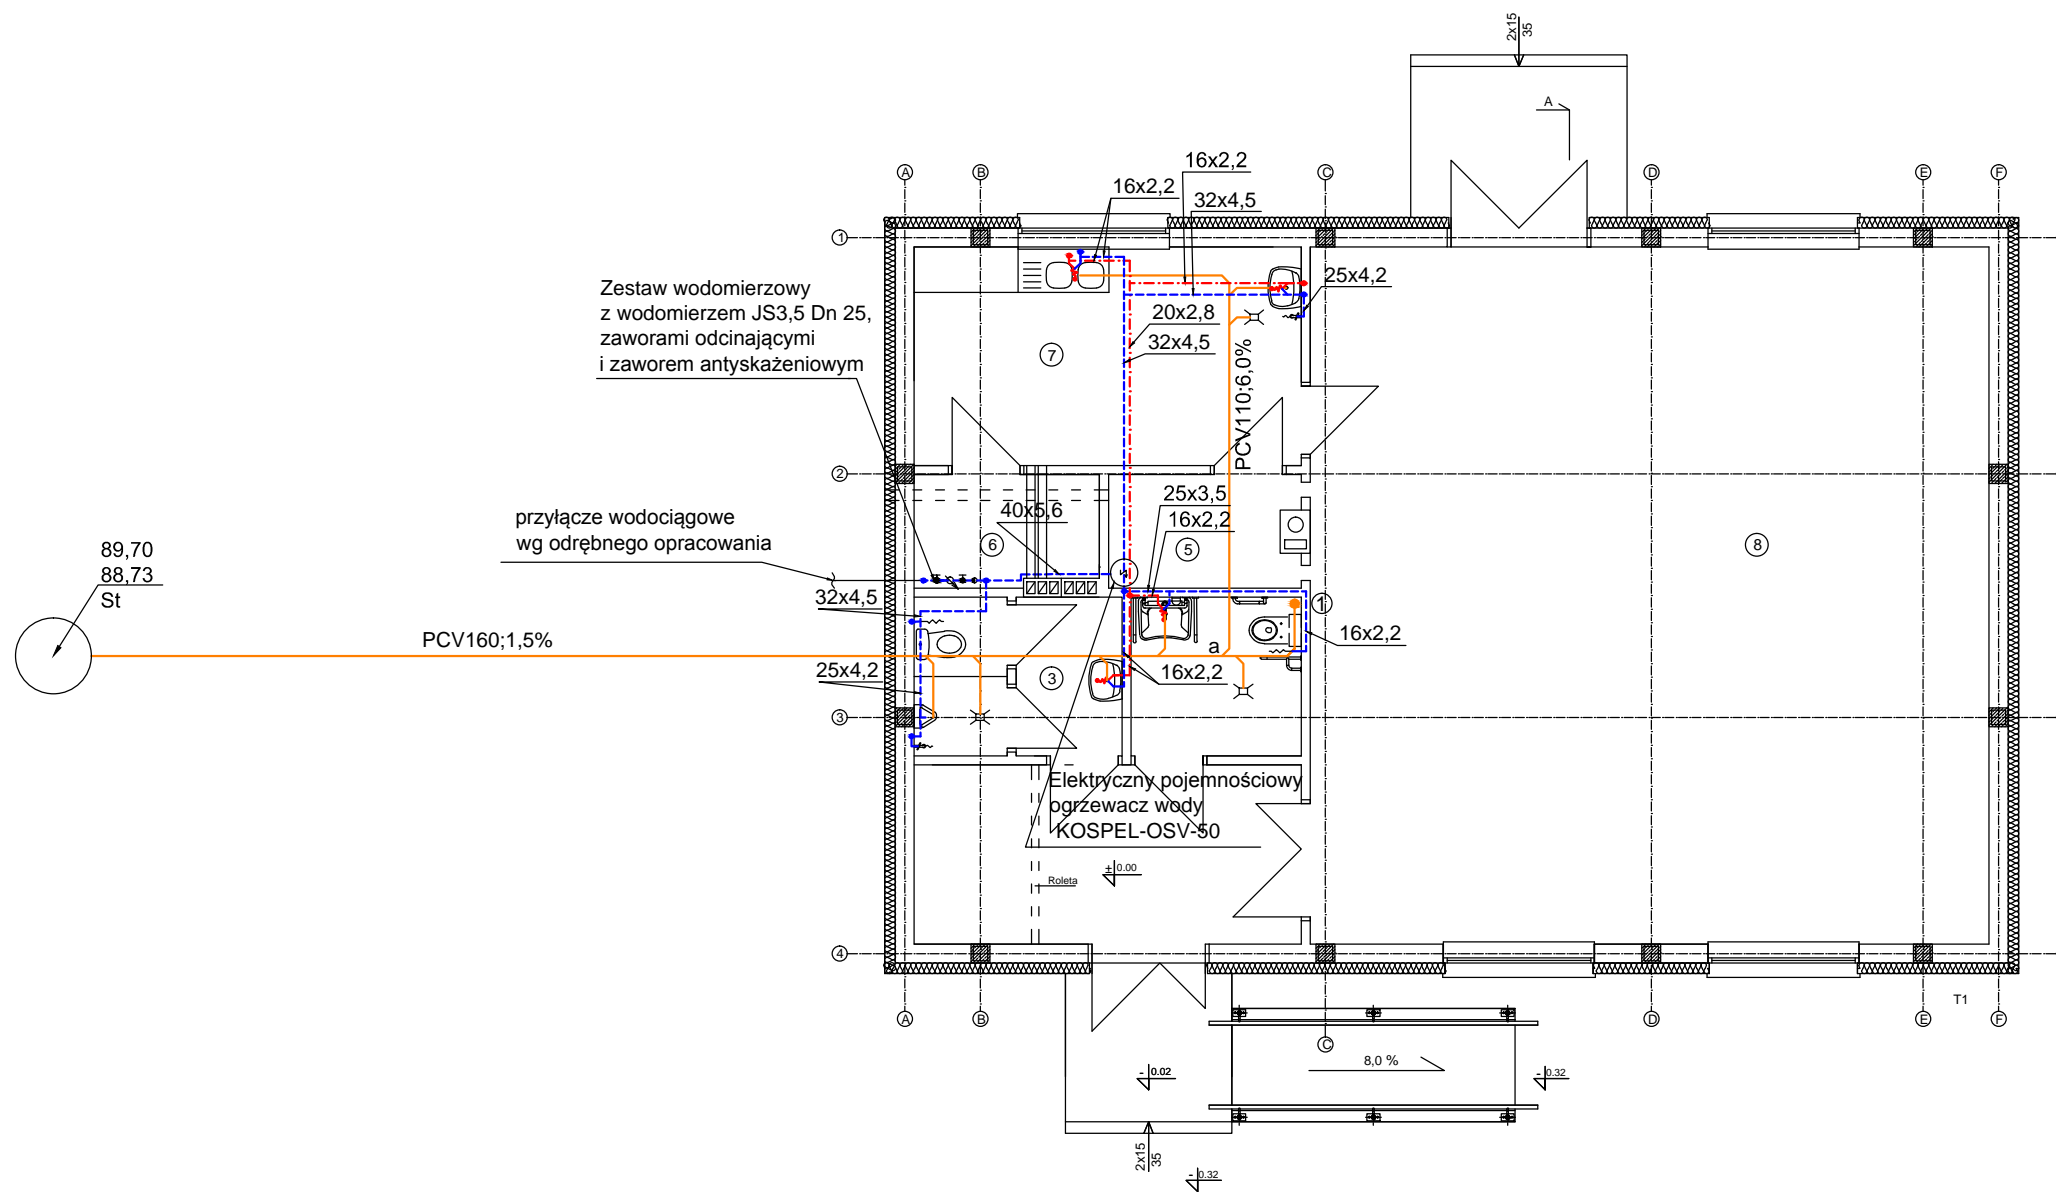 2x15
35
A
16x2,2
16x2,2
32x4,5
A
B
C
D
E
F
1
25x4,2
Zestaw wodomierzowy
z wodomierzem JS3,5 Dn 25,
zaworami odcinającymi
i zaworem antyskażeniowym
20x2,8
32x4,5
7
PCV110;6,0%
2
25x3,5
16x2,2
40x5,6
przyłącze wodociągowe
wg odrębnego opracowania
6
5
8
89,70
88,73
St
32x4,5
1
PCV160;1,5%
a
16x2,2
25x4,2
3
16x2,2
3
Elektryczny pojemnościowy
ogrzewacz wody
KOSPEL-OSV-50
± 0.00
Roleta
4
T1
A
B
C
D
E
F
8,0 %
- 0.02
- 0.32
2x15
35
- 0.32